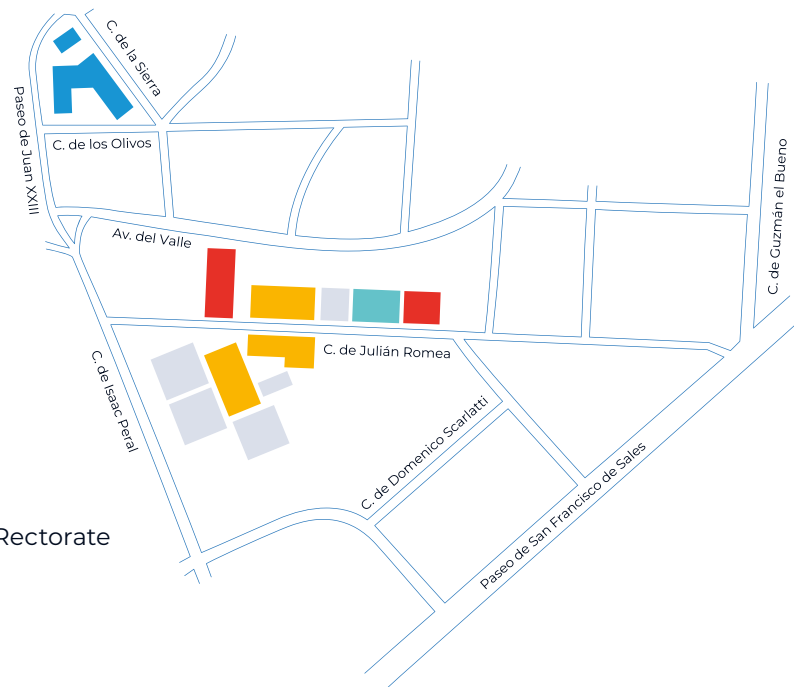 C. de la Sierra
Paseo de Juan XXIII
C. de los Olivos
Av. del Valle
C. de Guzmán el Bueno
C. de Julián Romea
C. de Isaac Peral
C. de Domenico Scarlatti
Paseo de San Francisco de Sales
Rectorate